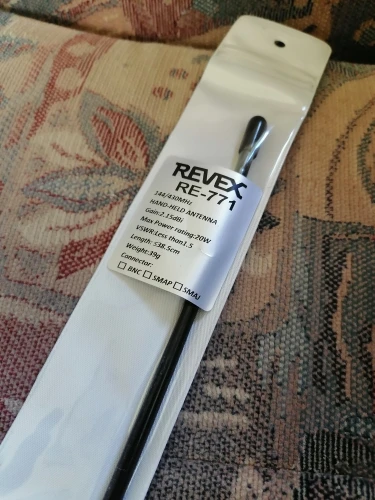 REVEX
RE-771
144/430MHz
HAND-HELD ANTENNA
Gain:2.15dBi
Max Power rating:20W
VSWR:Less than1.5
Length: ≤38.5cm
Weight:39g
Connector:
☐ BNC ☐ SMAP ☐ SMAJ